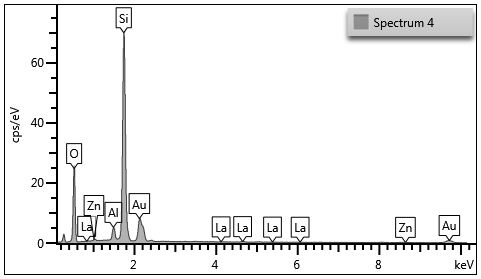 Si
Spectrum 4
60
cps/eV
40
O
20
Zn
Au
Al
La
La
La
La
La
Zn
Au
0
2
4
6
8
keV